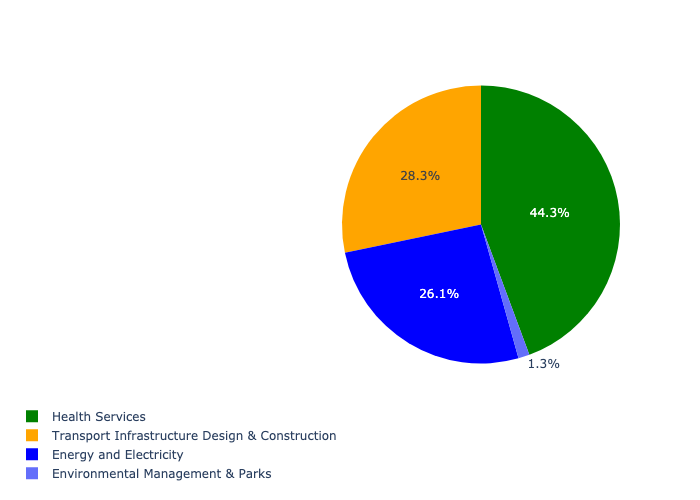 28.3%
44.3%
26.1%
1.3%
Health Services
Transport Infrastructure Design & Construction
Energy and Electricity
Environmental Management & Parks